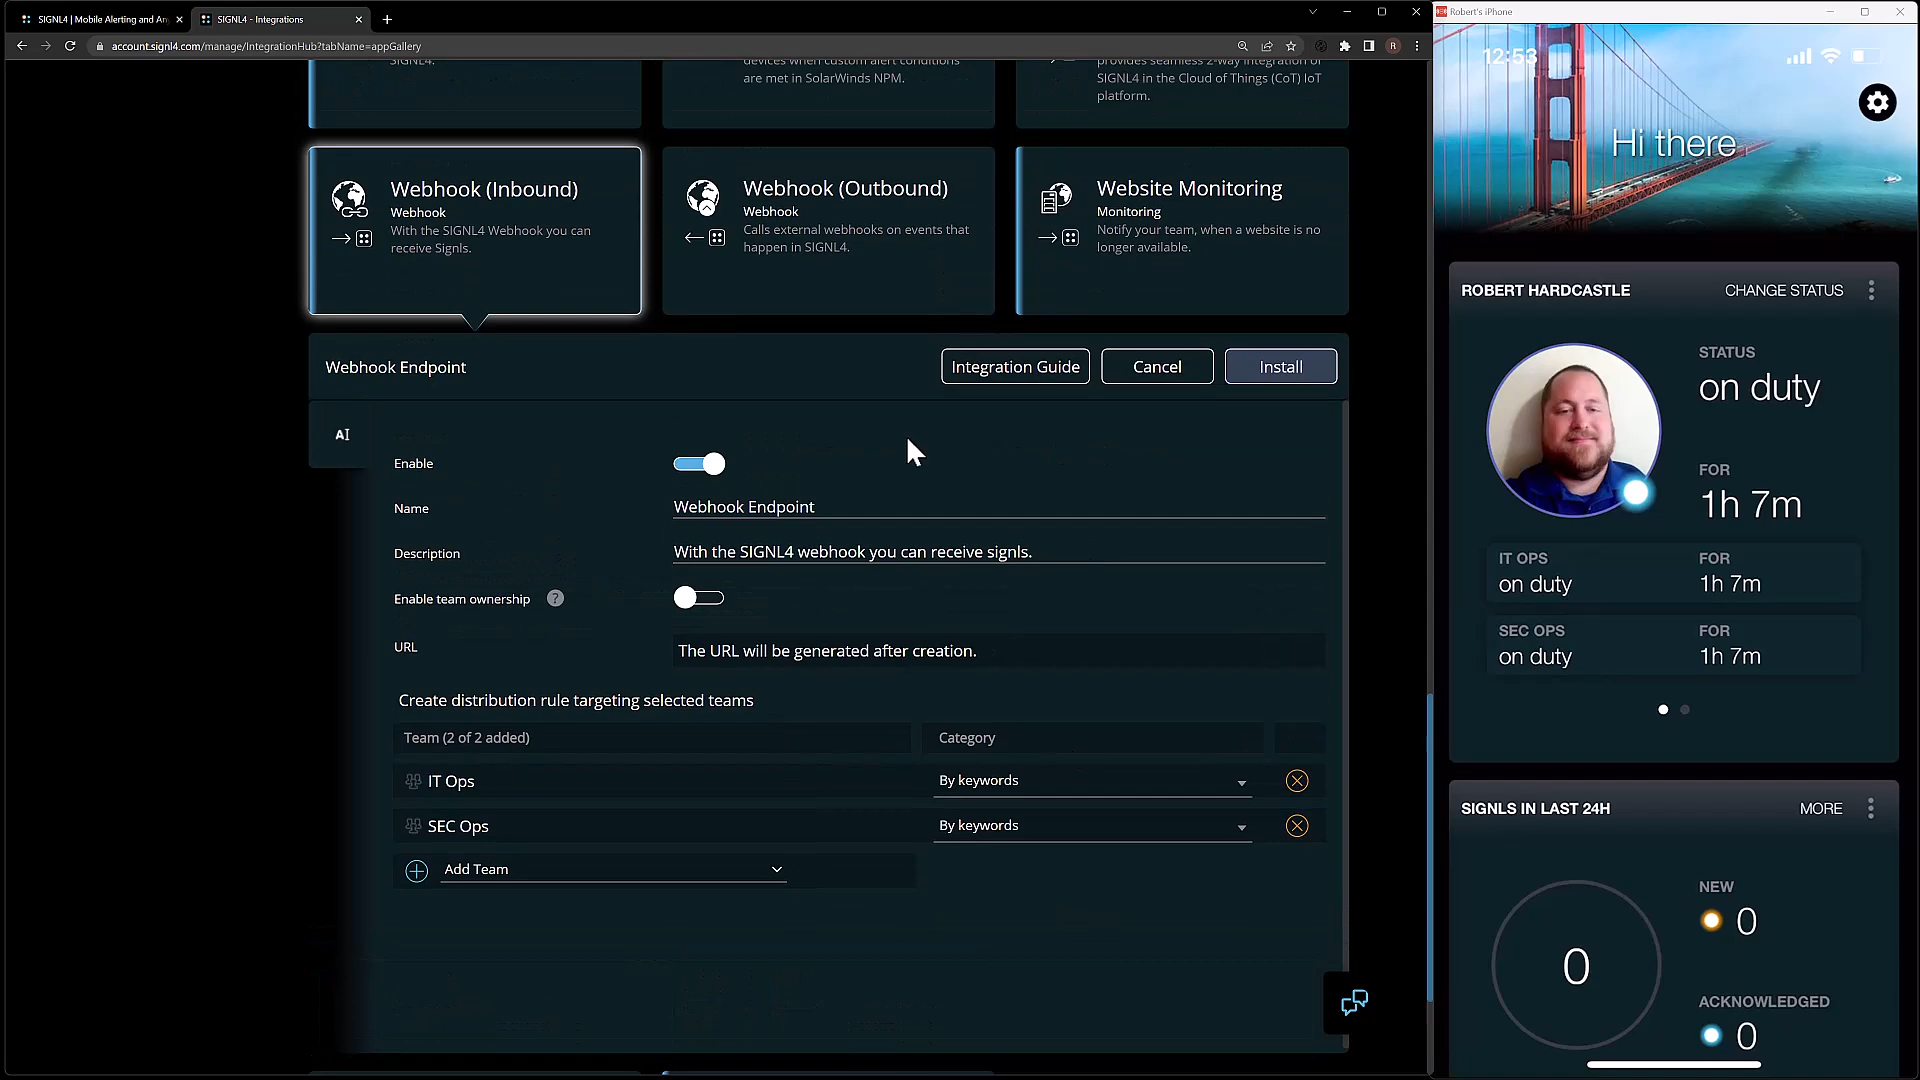 SIGNL4 | Mobile Alerting and An
SIGNL4 - Integrations
Robert's iPhone
account.signl4.com/manage/IntegrationHub?tabName=appGallery
R
SIGNL4.
devices when custom alert conditions
are met in SolarWinds NPM.
provides seamless 2-way integration of
SIGNL4 in the Cloud of Things (CoT) IoT
platform.
Webhook (Inbound)
Webhook
With the SIGNL4 Webhook you can
receive Signls.
Webhook (Outbound)
Webhook
Calls external webhooks on events that
happen in SIGNL4.
Website Monitoring
Monitoring
Notify your team, when a website is no
longer available.
Webhook Endpoint
Integration Guide
Cancel
Install
AI
Enable
Name
Webhook Endpoint
Description
With the SIGNL4 webhook you can receive signls.
Enable team ownership ?
URL
The URL will be generated after creation.
Create distribution rule targeting selected teams
Team (2 of 2 added)
Category
IT Ops
By keywords
SEC Ops
By keywords
Add Team
12:53
Hi there
ROBERT HARDCASTLE
CHANGE STATUS
STATUS
on duty
FOR
1h 7m
IT OPS
FOR
on duty
1h 7m
SEC OPS
FOR
on duty
1h 7m
SIGNLS IN LAST 24H
MORE
0
NEW
0
ACKNOWLEDGED
0